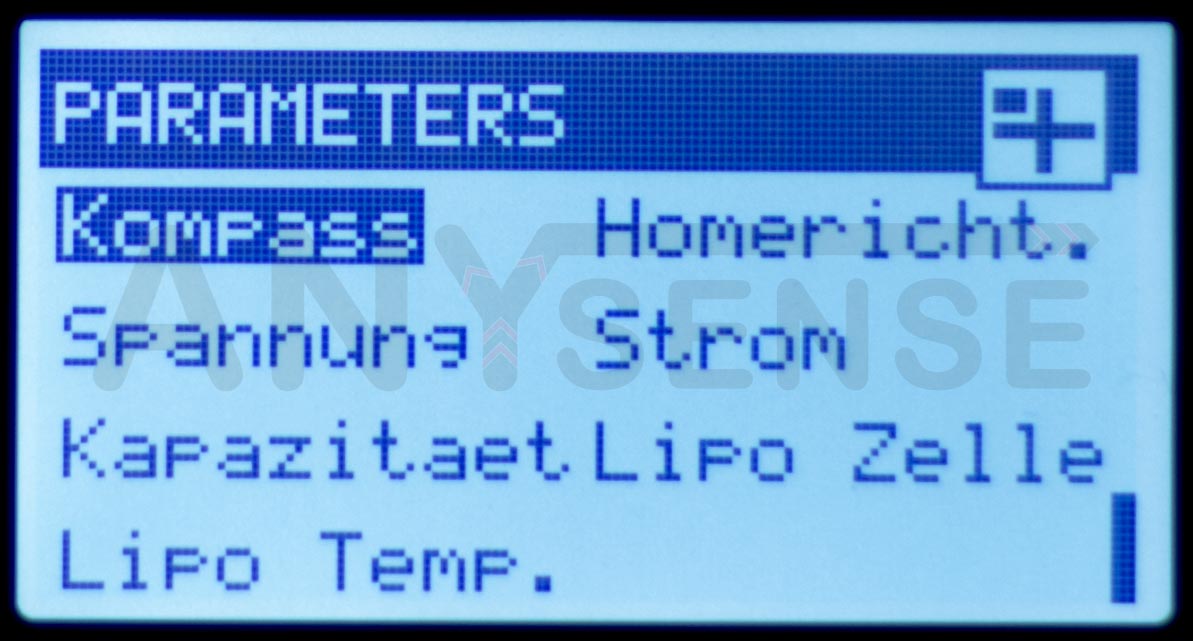 PARAMETERS
Kompass Homericht.
Spannung Strom
Kapazitaet Lipo Zelle
Lipo Temp.
ANYSENSE